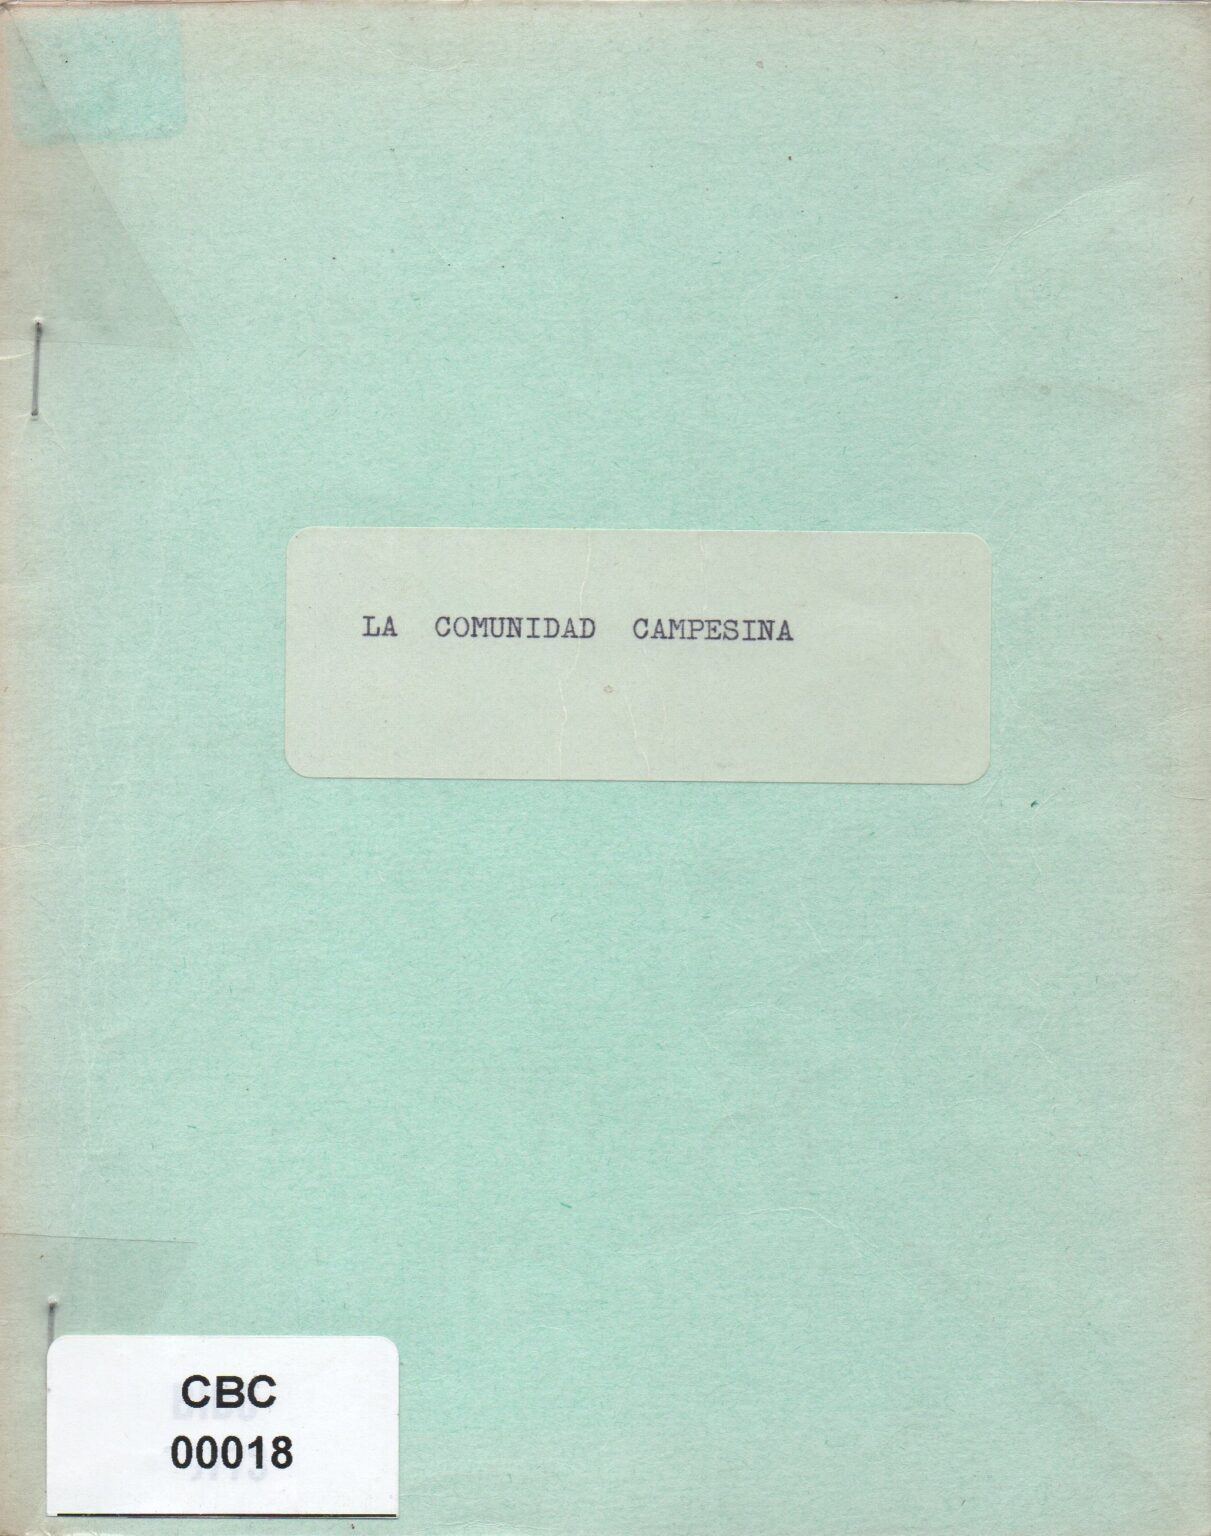 LA COMUNIDAD CAMPESINA
CBC
00018